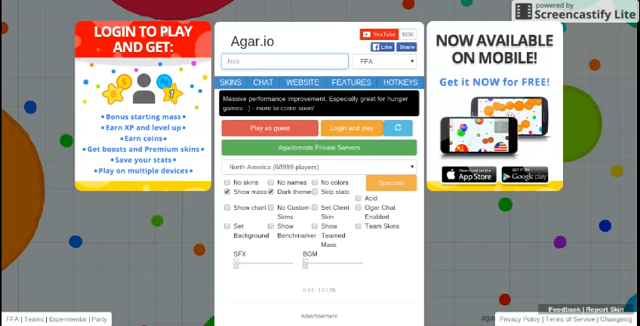 powered by
Screencastify Lite
LOGIN TO PLAY
AND GET:
Bonus starting mass
Earn XP and level up
Earn coins
Get boosts and Premium skins
Save your stats
Play on multiple devices
Agar.io
YouTube
Like Share
Nick
FFA
SKINS CHAT WEBSITE FEATURES HOTKEYS
Massive performance improvement. Especially great for hunger
games. :) - more to come soon!
Play as guest
Login and play
Agariomods Private Servers
North America (68999 players)
No skins No names No colors
Spectate
Show mass Dark theme Skip stats
Acid
Show chart No Custom Skins Set Client Skin Ogar Chat Enabled
Set Background Show Benchmarker Show Teamed Mass Team Skins
SFX BGM
Advertisement
NOW AVAILABLE
ON MOBILE!
Get it NOW for FREE!
App Store
Google play
Feedback | Report Skin
FFA | Teams | Experimental | Party
Privacy Policy | Terms of Service | Changelog